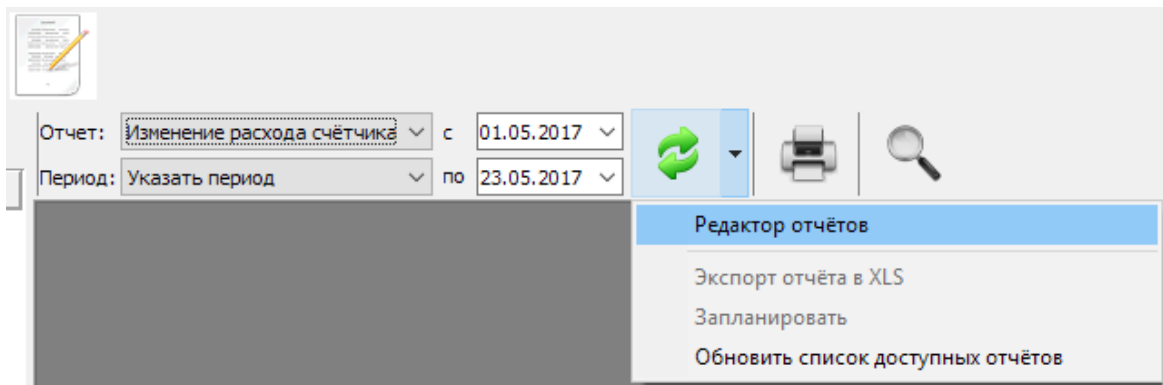 Отчет: Изменение расхода счётчика с 01.05.2017
Период: Указать период по 23.05.2017
Редактор отчётов
Экспорт отчёта в XLS
Запланировать
Обновить список доступных отчётов